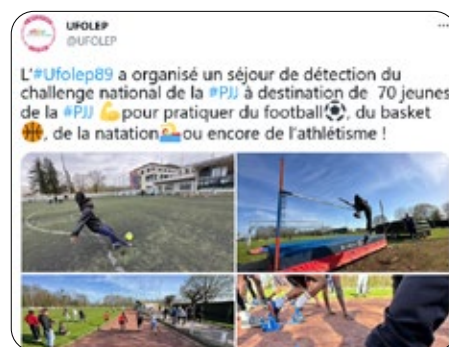 UFOLEP
@UFOLEP
L'#Ufolep89 a organisé un séjour de détection du
challenge national de la #PJJ à destination de 70 jeunes
de la #PJJ 💪pour pratiquer du football⚽, du basket
🏀, de la natation🏊ou encore de l'athlétisme !